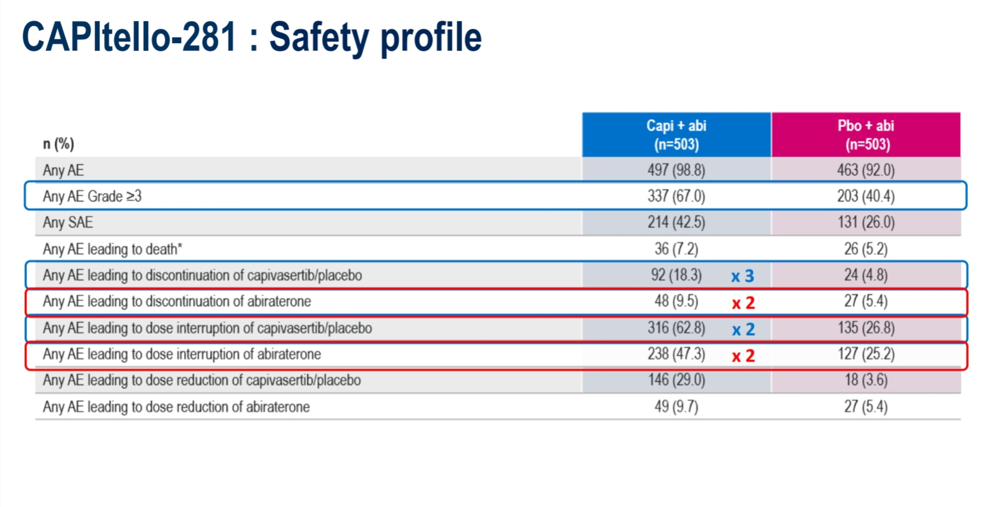 CAPItello-281 : Safety profile
n (%) Capi + abi (n=503) Pbo + abi (n=503)
Any AE 497 (98.8) 463 (92.0)
Any AE Grade ≥3 337 (67.0) 203 (40.4)
Any SAE 214 (42.5) 131 (26.0)
Any AE leading to death* 36 (7.2) 26 (5.2)
Any AE leading to discontinuation of capivasertib/placebo 92 (18.3) x 3 24 (4.8)
Any AE leading to discontinuation of abiraterone 48 (9.5) x 2 27 (5.4)
Any AE leading to dose interruption of capivasertib/placebo 316 (62.8) x 2 135 (26.8)
Any AE leading to dose interruption of abiraterone 238 (47.3) x 2 127 (25.2)
Any AE leading to dose reduction of capivasertib/placebo 146 (29.0) 18 (3.6)
Any AE leading to dose reduction of abiraterone 49 (9.7) 27 (5.4)